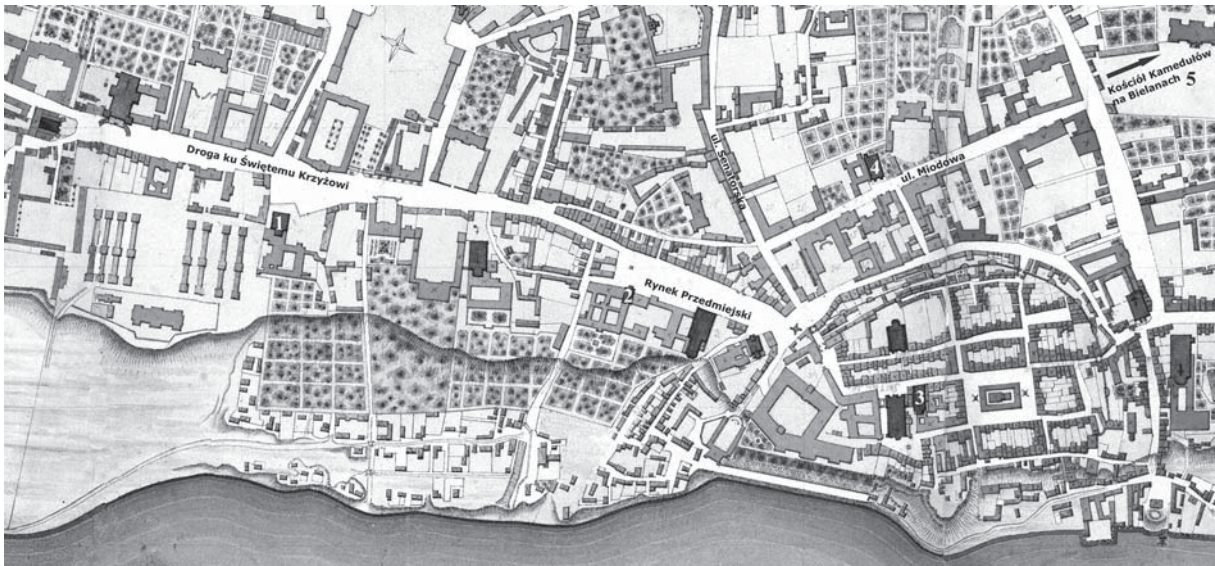 Kościół Kamedułów
na Bielanach 5
ul. Senatorska
4
ul. Miodowa
Droga ku Świętemu Krzyżowi
1
2
Rynek Przedmiejski
3